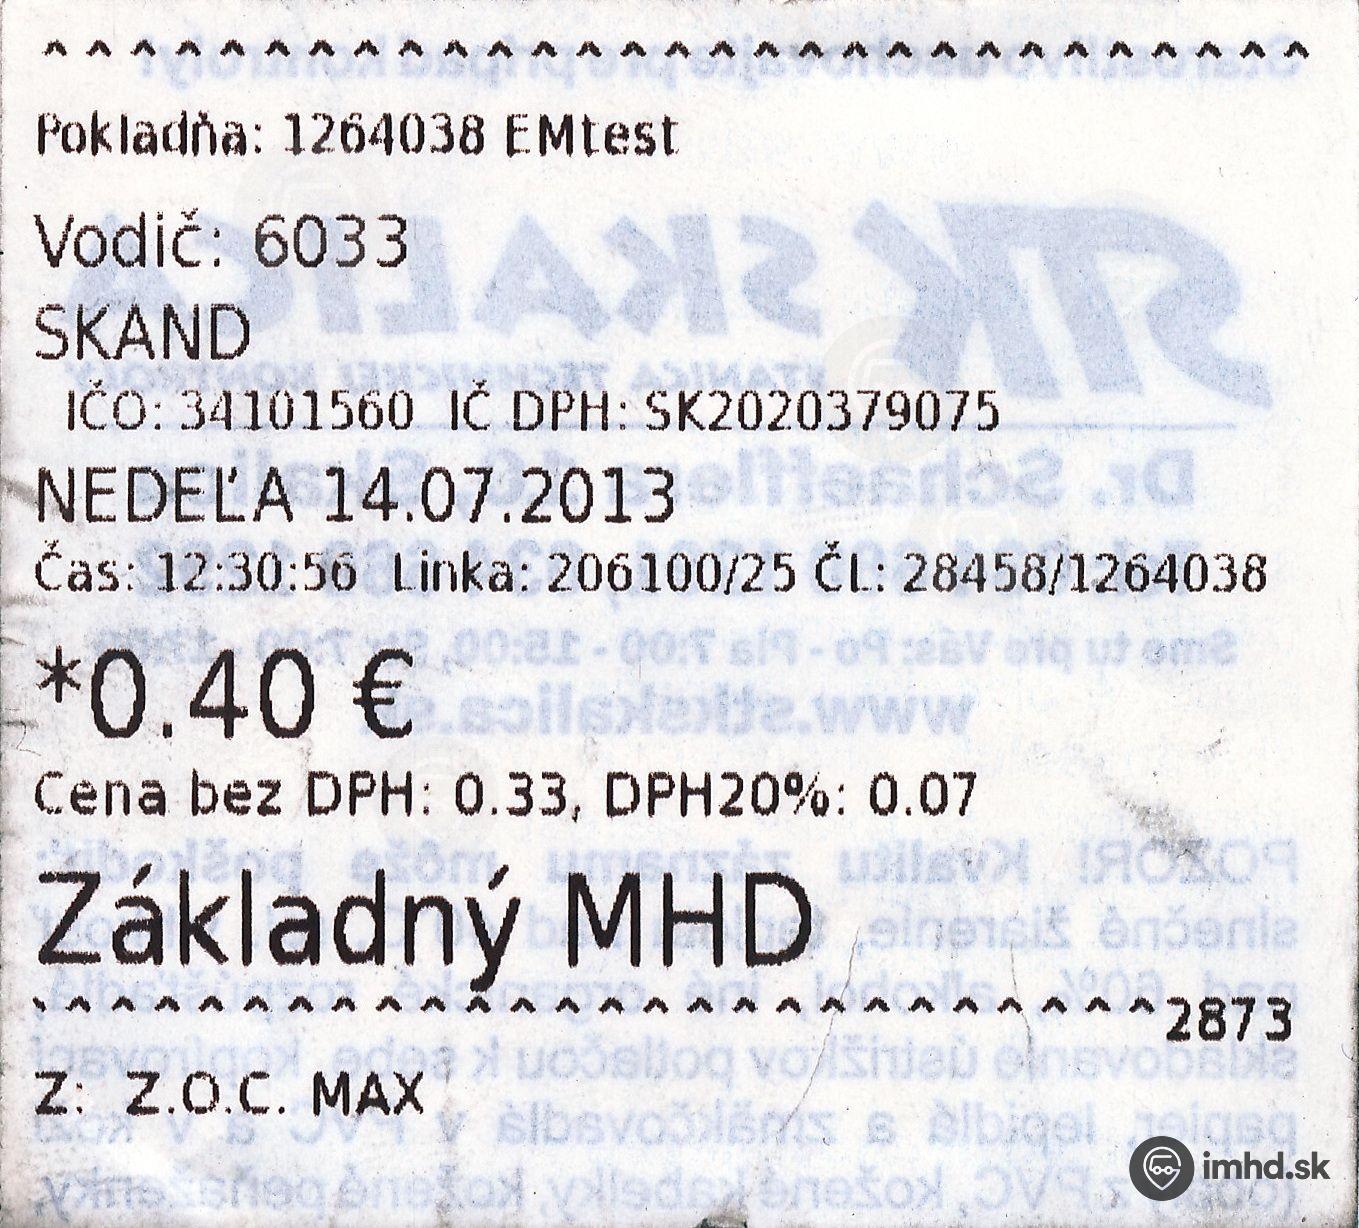 ^^^^^^^^^^^^^^^^^^^^^^^^^^^^^
Pokladňa: 1264038 EMtest
Vodič: 6033
SKAND
IČO: 34101560 IČ DPH: SK2020379075
NEDEĽA 14.07.2013
Čas: 12:30:56 Linka: 206100/25 ČL: 28458/1264038
*0.40 €
Cena bez DPH: 0.33, DPH20%: 0.07
Základný MHD
^^^^^^^^^^^^^^^^^^^^^^^^^^2873
Z: Z.O.C. MAX
imhd.sk